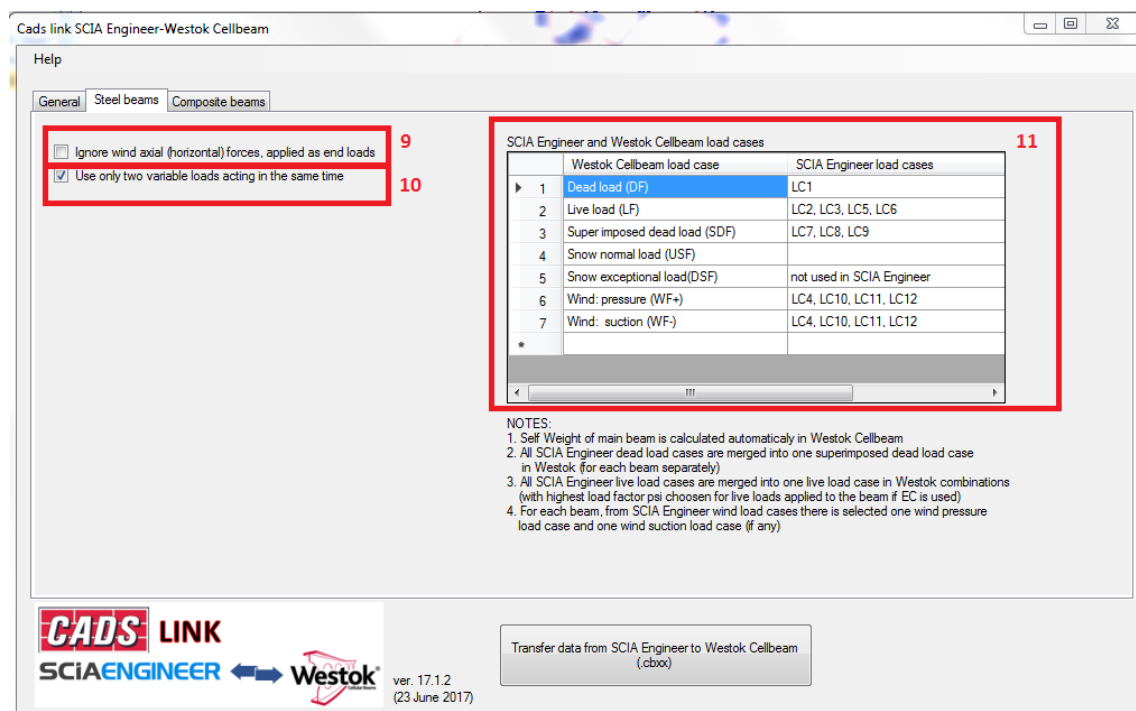 Cads link SCIA Engineer-Westok Cellbeam
Help
General Steel beams Composite beams
Ignore wind axial (horizontal) forces, applied as end loads
9
Use only two variable loads acting in the same time
10
SCIA Engineer and Westok Cellbeam load cases
11
Westok Cellbeam load case SCIA Engineer load cases
1 Dead load (DF) LC1
2 Live load (LF) LC2, LC3, LC5, LC6
3 Super imposed dead load (SDF) LC7, LC8, LC9
4 Snow normal load (USF)
5 Snow exceptional load(DSF) not used in SCIA Engineer
6 Wind: pressure (WF+) LC4, LC10, LC11, LC12
7 Wind: suction (WF-) LC4, LC10, LC11, LC12
*
NOTES:
1. Self Weight of main beam is calculated automaticaly in Westok Cellbeam
2. All SCIA Engineer dead load cases are merged into one superimposed dead load case
in Westok (for each beam separately)
3. All SCIA Engineer live load cases are merged into one live load case in Westok combinations
(with highest load factor psi choosen for live loads applied to the beam if EC is used)
4. For each beam, from SCIA Engineer wind load cases there is selected one wind pressure
load case and one wind suction load case (if any)
CADS LINK
SCIAENGINEER Westok
ver. 17.1.2
(23 June 2017)
Transfer data from SCIA Engineer to Westok Cellbeam
(.cbxx)